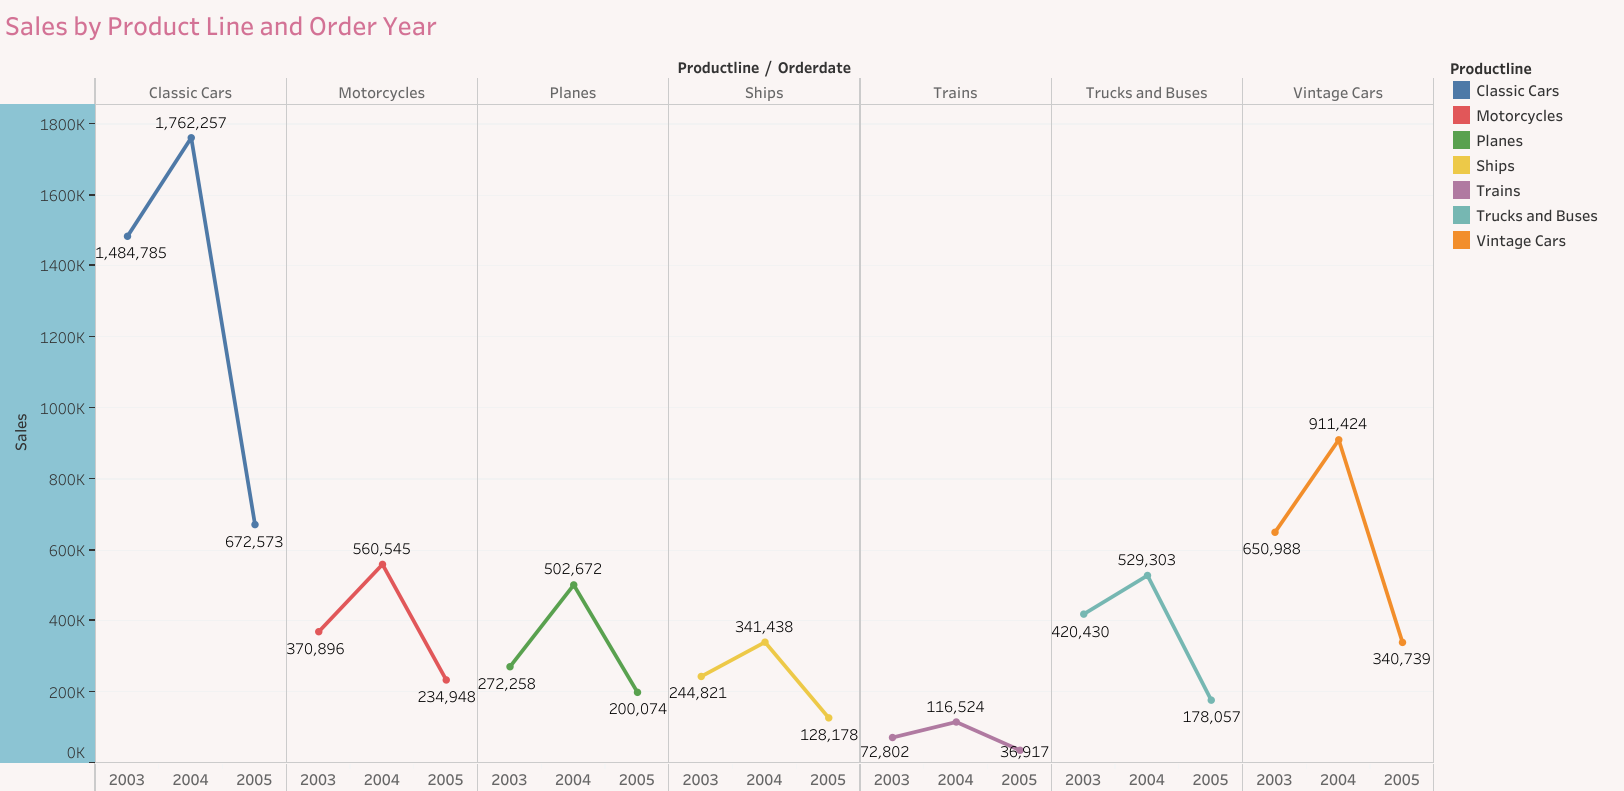 Sales by Product Line and Order Year
Productline / Orderdate
Classic Cars Motorcycles Planes Ships Trains Trucks and Buses Vintage Cars
Productline
Classic Cars
Motorcycles
Planes
Ships
Trains
Trucks and Buses
Vintage Cars
Sales
1800K
1600K
1400K
1200K
1000K
800K
600K
400K
200K
0K
1,484,785
1,762,257
672,573
370,896
560,545
234,948
272,258
502,672
200,074
244,821
341,438
128,178
72,802
116,524
36,917
420,430
529,303
178,057
650,988
911,424
340,739
2003 2004 2005 2003 2004 2005 2003 2004 2005 2003 2004 2005 2003 2004 2005 2003 2004 2005 2003 2004 2005